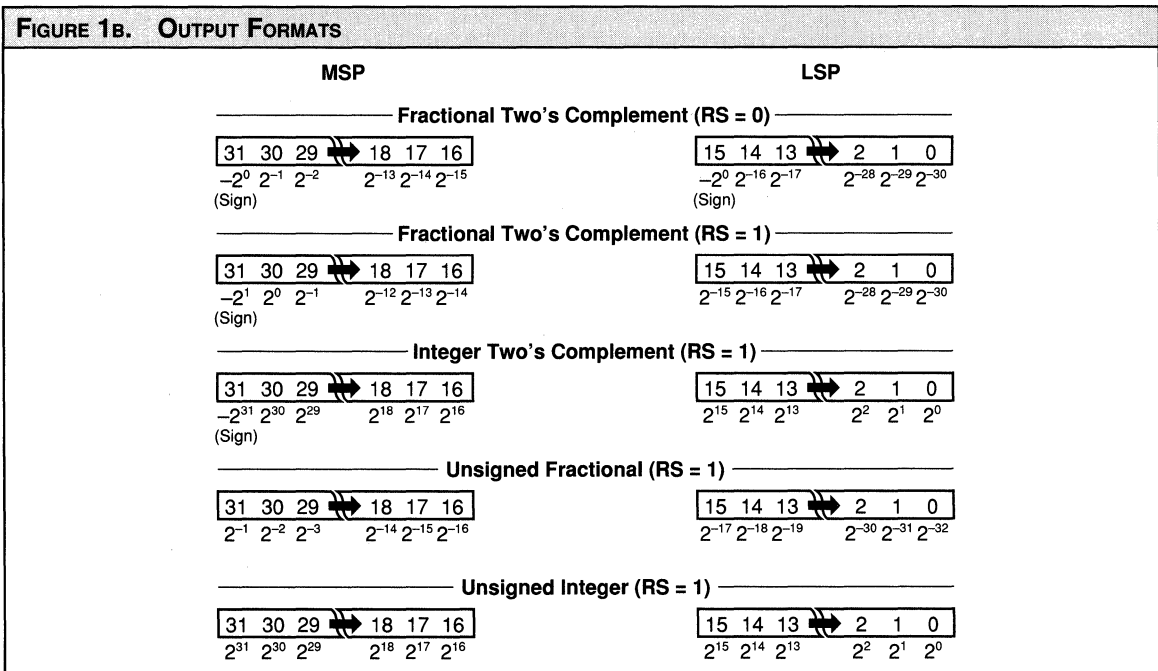 FIGURE 1B. OUTPUT FORMATS
MSP LSP
Fractional Two's Complement (RS = 0)
31 30 29 18 17 16 15 14 13 2 1 0
–2⁰ 2⁻¹ 2⁻² 2⁻¹³ 2⁻¹⁴ 2⁻¹⁵ –2⁰ 2⁻¹⁶ 2⁻¹⁷ 2⁻²⁸ 2⁻²⁹ 2⁻³⁰
(Sign) (Sign)
Fractional Two's Complement (RS = 1)
31 30 29 18 17 16 15 14 13 2 1 0
–2¹ 2⁰ 2⁻¹ 2⁻¹² 2⁻¹³ 2⁻¹⁴ 2⁻¹⁵ 2⁻¹⁶ 2⁻¹⁷ 2⁻²⁸ 2⁻²⁹ 2⁻³⁰
(Sign)
Integer Two's Complement (RS = 1)
31 30 29 18 17 16 15 14 13 2 1 0
–2³¹ 2³⁰ 2²⁹ 2¹⁸ 2¹⁷ 2¹⁶ 2¹⁵ 2¹⁴ 2¹³ 2² 2¹ 2⁰
(Sign)
Unsigned Fractional (RS = 1)
31 30 29 18 17 16 15 14 13 2 1 0
2⁻¹ 2⁻² 2⁻³ 2⁻¹⁴ 2⁻¹⁵ 2⁻¹⁶ 2⁻¹⁷ 2⁻¹⁸ 2⁻¹⁹ 2⁻³⁰ 2⁻³¹ 2⁻³²
Unsigned Integer (RS = 1)
31 30 29 18 17 16 15 14 13 2 1 0
2³¹ 2³⁰ 2²⁹ 2¹⁸ 2¹⁷ 2¹⁶ 2¹⁵ 2¹⁴ 2¹³ 2² 2¹ 2⁰